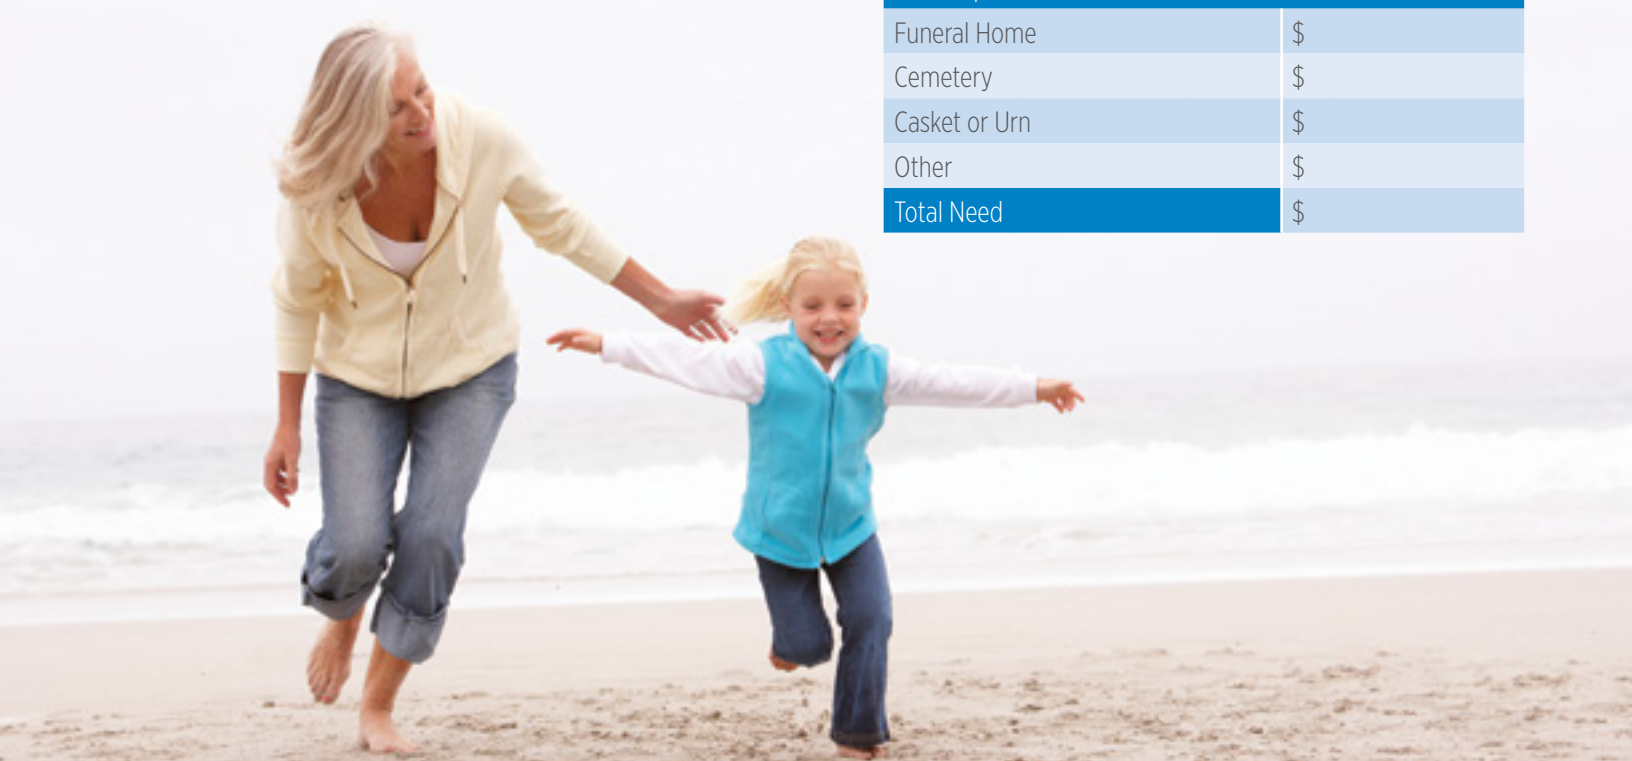 Funeral Home $
Cemetery $
Casket or Urn $
Other $
Total Need $